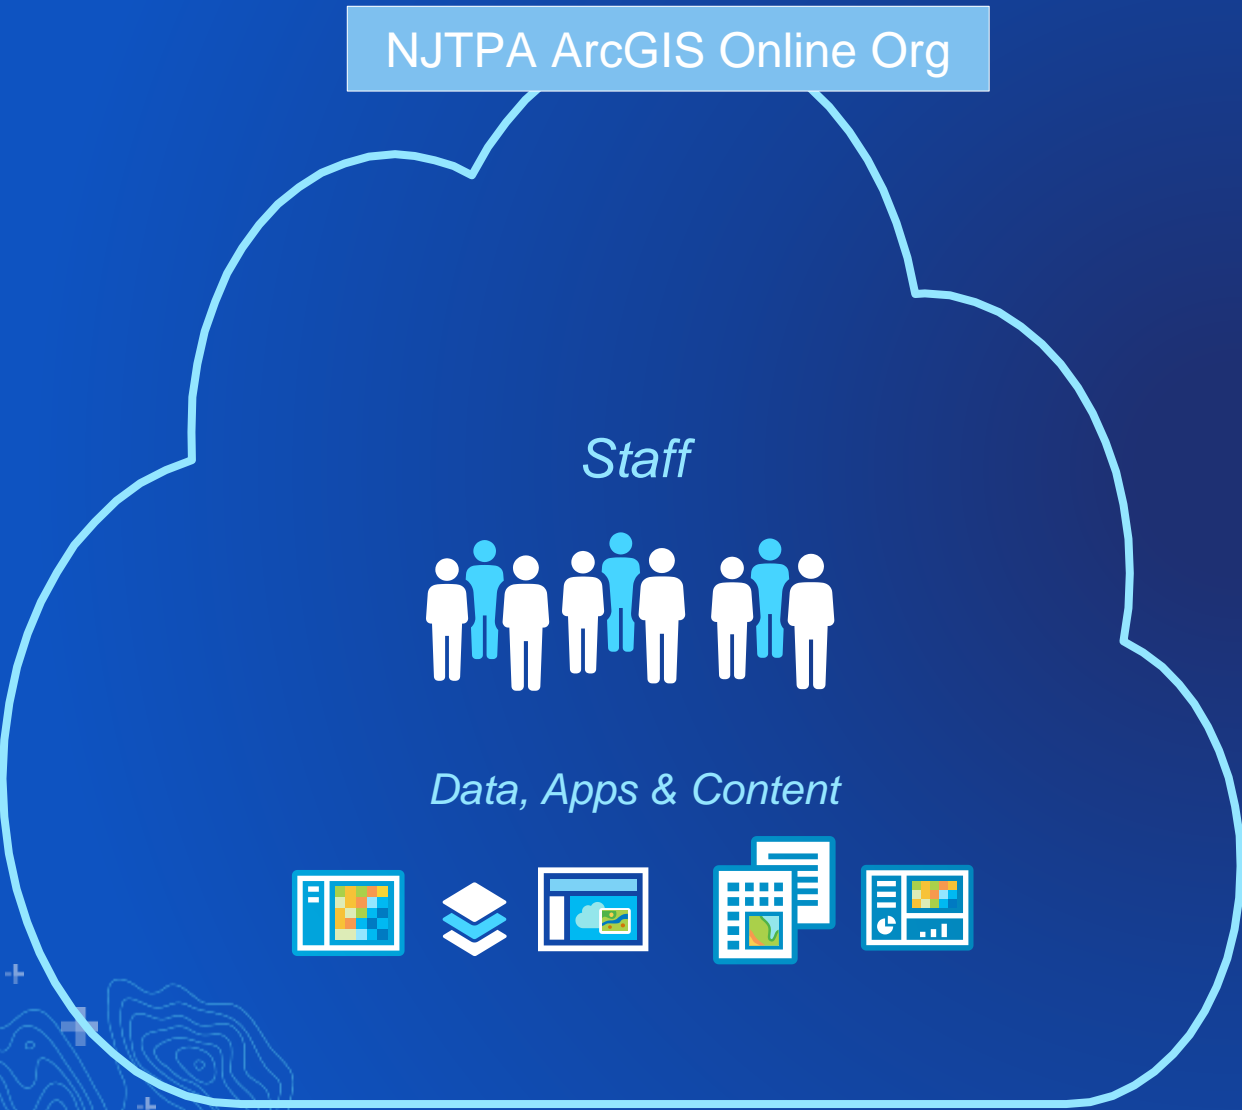 NJTPA ArcGIS Online Org
Staff
Data, Apps & Content